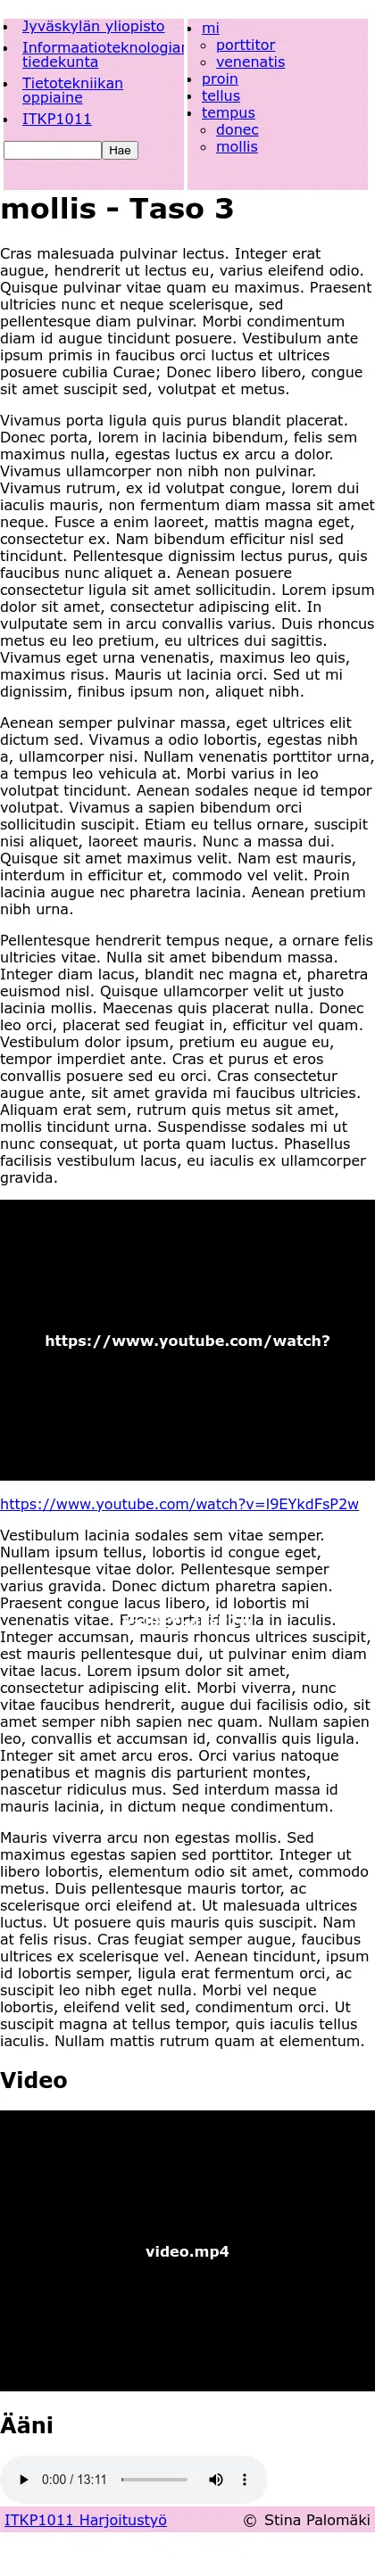 Jyväskylän yliopisto
Informaatioteknologian
tiedekunta
Tietotekniikan
oppiaine
ITKP1011
Hae
mi
porttitor
venenatis
proin
tellus
tempus
donec
mollis
mollis – Taso 3
Cras malesuada pulvinar lectus. Integer erat
augue, hendrerit ut lectus eu, varius eleifend odio.
Quisque pulvinar vitae quam eu maximus. Praesent
ultricies nunc et neque scelerisque, sed
pellentesque diam pulvinar. Morbi condimentum
diam id augue tincidunt posuere. Vestibulum ante
ipsum primis in faucibus orci luctus et ultrices
posuere cubilia Curae; Donec libero libero, congue
sit amet suscipit sed, volutpat et metus.
Vivamus porta ligula quis purus blandit placerat.
Donec porta, lorem in lacinia bibendum, felis sem
maximus nulla, egestas luctus ex arcu a dolor.
Vivamus ullamcorper non nibh non pulvinar.
Vivamus rutrum, ex id volutpat congue, lorem dui
iaculis mauris, non fermentum diam massa sit amet
neque. Fusce a enim laoreet, mattis magna eget,
consectetur ex. Nam bibendum efficitur nisl sed
tincidunt. Pellentesque dignissim lectus purus, quis
faucibus nunc aliquet a. Aenean posuere
consectetur ligula sit amet sollicitudin. Lorem ipsum
dolor sit amet, consectetur adipiscing elit. In
vulputate sem in arcu convallis varius. Duis rhoncus
metus eu leo pretium, eu ultrices dui sagittis.
Vivamus eget urna venenatis, maximus leo quis,
maximus risus. Mauris ut lacinia orci. Sed ut mi
dignissim, finibus ipsum non, aliquet nibh.
Aenean semper pulvinar massa, eget ultrices elit
dictum sed. Vivamus a odio lobortis, egestas nibh
a, ullamcorper nisi. Nullam venenatis porttitor urna,
a tempus leo vehicula at. Morbi varius in leo
volutpat tincidunt. Aenean sodales neque id tempor
volutpat. Vivamus a sapien bibendum orci
sollicitudin suscipit. Etiam eu tellus ornare, suscipit
nisi aliquet, laoreet mauris. Nunc a massa dui.
Quisque sit amet maximus velit. Nam est mauris,
interdum in efficitur et, commodo vel velit. Proin
lacinia augue nec pharetra lacinia. Aenean pretium
nibh urna.
Pellentesque hendrerit tempus neque, a ornare felis
ultricies vitae. Nulla sit amet bibendum massa.
Integer diam lacus, blandit nec magna et, pharetra
euismod nisl. Quisque ullamcorper velit ut justo
lacinia mollis. Maecenas quis placerat nulla. Donec
leo orci, placerat sed feugiat in, efficitur vel quam.
Vestibulum dolor ipsum, pretium eu augue eu,
tempor imperdiet ante. Cras et purus et eros
convallis posuere sed eu orci. Cras consectetur
augue ante, sit amet gravida mi faucibus ultricies.
Aliquam erat sem, rutrum quis metus sit amet,
mollis tincidunt urna. Suspendisse sodales mi ut
nunc consequat, ut porta quam luctus. Phasellus
facilisis vestibulum lacus, eu iaculis ex ullamcorper
gravida.
https://www.youtube.com/watch?
https://www.youtube.com/watch?v=l9EYkdFsP2w
Vestibulum lacinia sodales sem vitae semper.
Nullam ipsum tellus, lobortis id congue eget,
pellentesque vitae dolor. Pellentesque semper
varius gravida. Donec dictum pharetra sapien.
Praesent congue lacus libero, id lobortis mi
venenatis vitae. in iaculis.
Integer accumsan, mauris rhoncus ultrices suscipit,
est mauris pellentesque dui, ut pulvinar enim diam
vitae lacus. Lorem ipsum dolor sit amet,
consectetur adipiscing elit. Morbi viverra, nunc
vitae faucibus hendrerit, augue dui facilisis odio, sit
amet semper nibh sapien nec quam. Nullam sapien
leo, convallis et accumsan id, convallis quis ligula.
Integer sit amet arcu eros. Orci varius natoque
penatibus et magnis dis parturient montes,
nascetur ridiculus mus. Sed interdum massa id
mauris lacinia, in dictum neque condimentum.
Mauris viverra arcu non egestas mollis. Sed
maximus egestas sapien sed porttitor. Integer ut
libero lobortis, elementum odio sit amet, commodo
metus. Duis pellentesque mauris tortor, ac
scelerisque orci eleifend at. Ut malesuada ultrices
luctus. Ut posuere quis mauris quis suscipit. Nam
at felis risus. Cras feugiat semper augue, faucibus
ultrices ex scelerisque vel. Aenean tincidunt, ipsum
id lobortis semper, ligula erat fermentum orci, ac
suscipit leo nibh eget nulla. Morbi vel neque
lobortis, eleifend velit sed, condimentum orci. Ut
suscipit magna at tellus tempor, quis iaculis tellus
iaculis. Nullam mattis rutrum quam at elementum.
Video
video.mp4
Ääni
0:00 / 13:11
ITKP1011 Harjoitustyö © Stina Palomäki